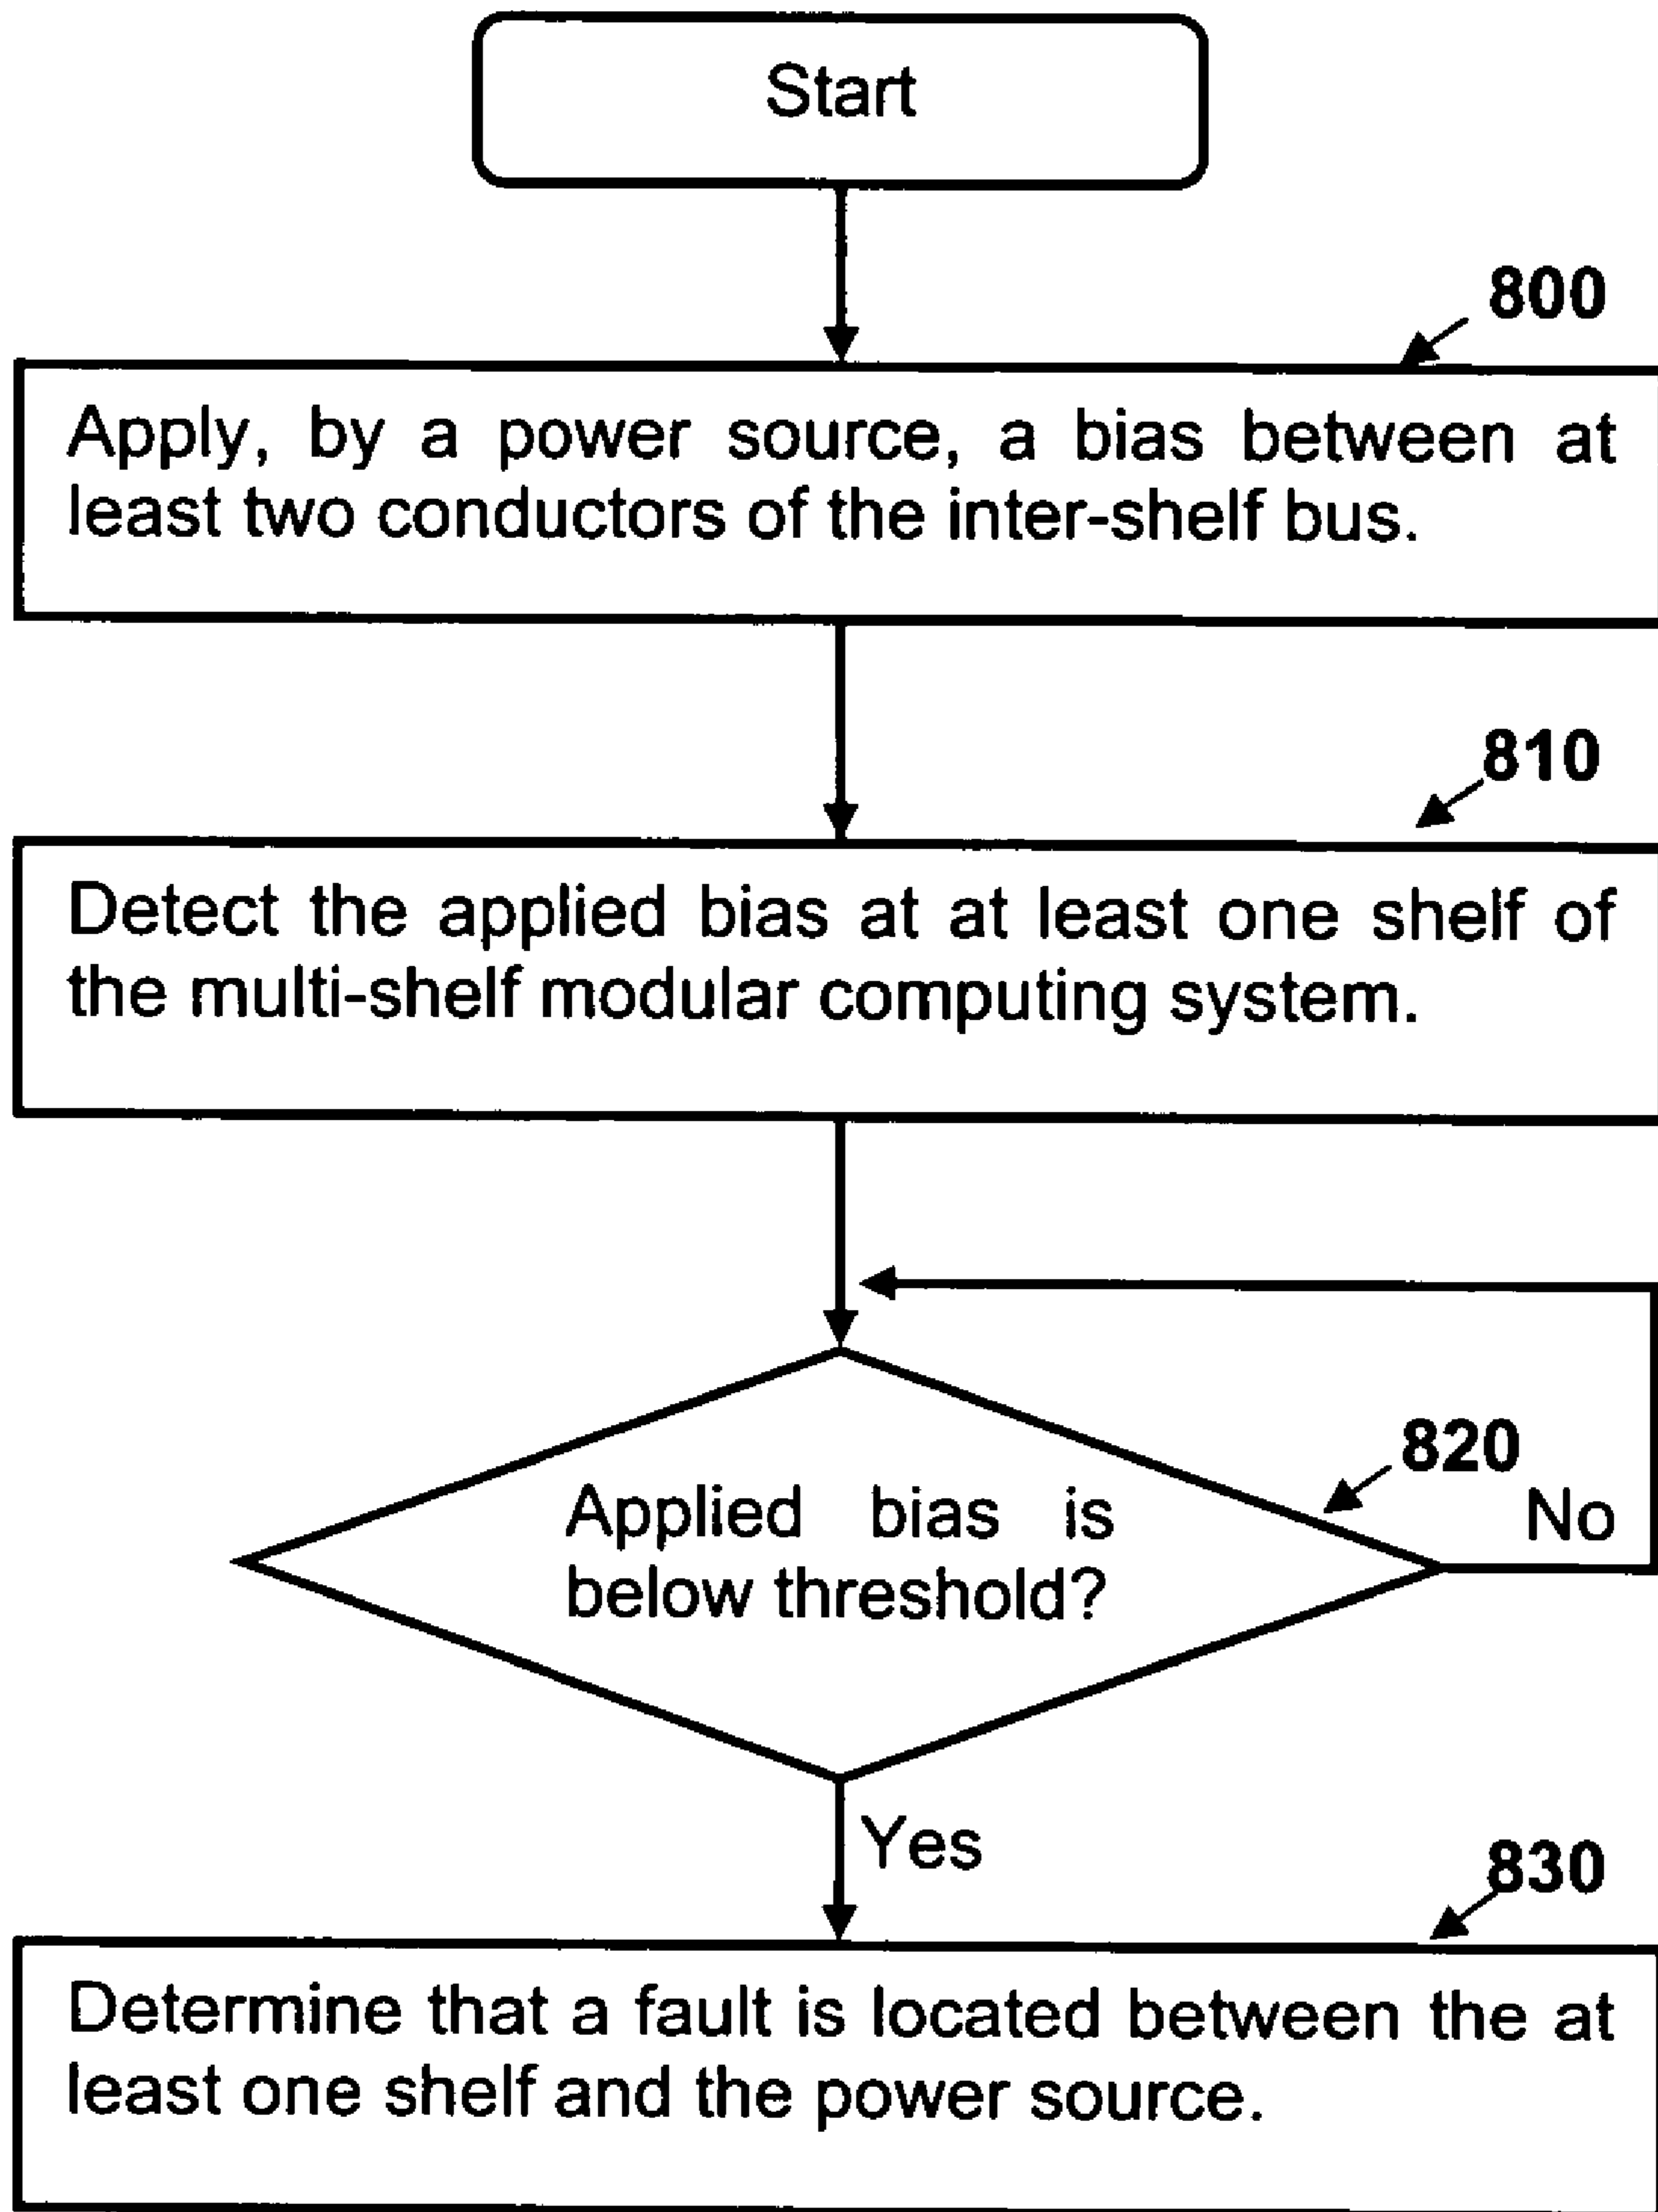 Start
800
Apply, by a power source, a bias between at
least two conductors of the inter-shelf bus.
810
Detect the applied bias at at least one shelf of
the multi-shelf modular computing system.
820
No
Applied bias is
below threshold?
Yes
830
Determine that a fault is located between the at
least one shelf and the power source.